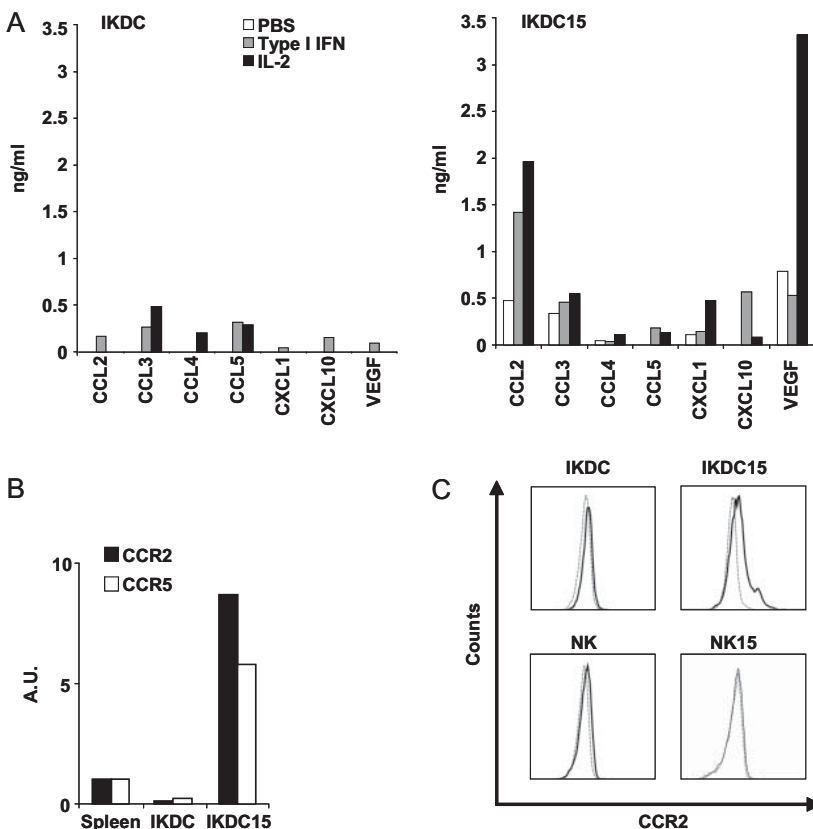 A
IKDC
PBS
Type I IFN
IL-2
ng/ml
3.5
3
2.5
2
1.5
1
0.5
0
CCL2
CCL3
CCL4
CCL5
CXCL1
CXCL10
VEGF
IKDC15
ng/ml
3.5
3
2.5
2
1.5
1
0.5
0
CCL2
CCL3
CCL4
CCL5
CXCL1
CXCL10
VEGF
B
CCR2
CCR5
A.U.
10
5
0
Spleen IKDC IKDC15
C
IKDC
IKDC15
NK
NK15
Counts
CCR2